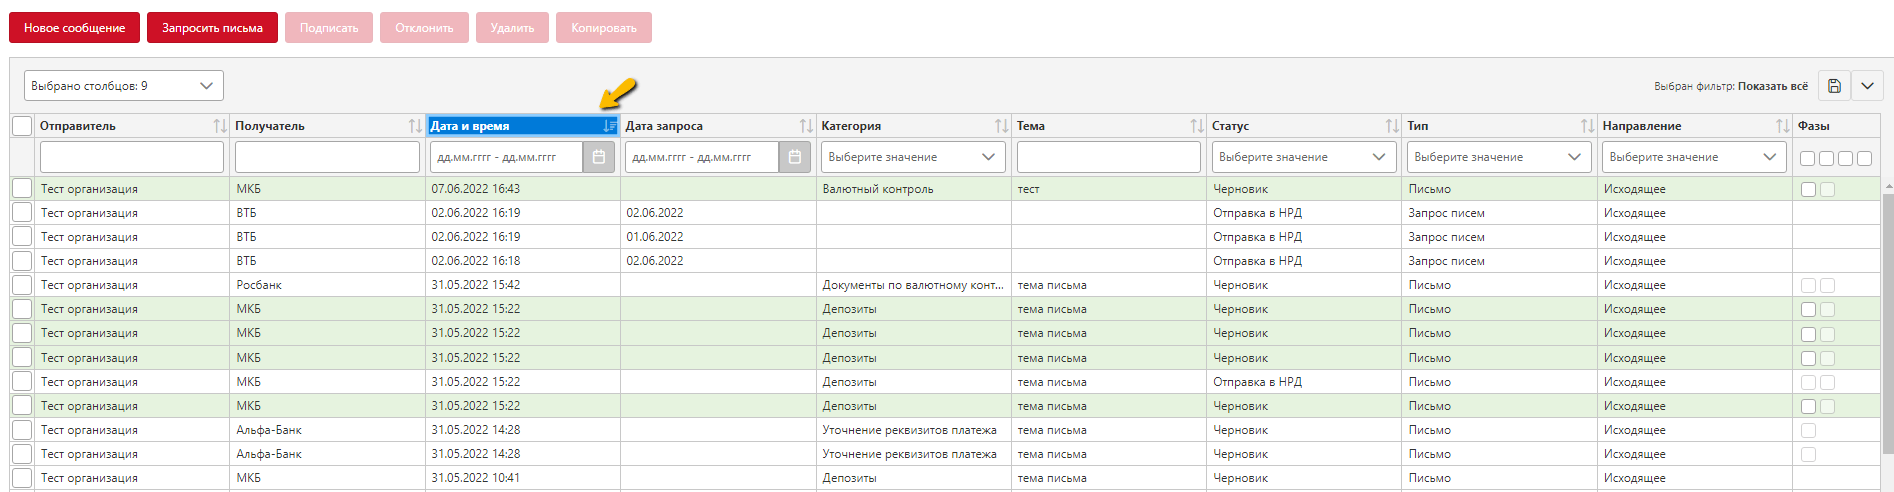 Новое сообщение Запросить письма Подписать Отклонить Удалить Копировать
Выбрано столбцов: 9 Выбран фильтр: Показать всё
Отправитель Получатель Дата и время Дата запроса Категория Тема Статус Тип Направление Фазы
дд.мм.гггг - дд.мм.гггг дд.мм.гггг - дд.мм.гггг Выберите значение Выберите значение Выберите значение Выберите значение
Тест организация МКБ 07.06.2022 16:43 Валютный контроль тест Черновик Письмо Исходящее
Тест организация ВТБ 02.06.2022 16:19 02.06.2022 Отправка в НРД Запрос писем Исходящее
Тест организация ВТБ 02.06.2022 16:19 01.06.2022 Отправка в НРД Запрос писем Исходящее
Тест организация ВТБ 02.06.2022 16:18 02.06.2022 Отправка в НРД Запрос писем Исходящее
Тест организация Росбанк 31.05.2022 15:42 Документы по валютному конт... тема письма Черновик Письмо Исходящее
Тест организация МКБ 31.05.2022 15:22 Депозиты тема письма Черновик Письмо Исходящее
Тест организация МКБ 31.05.2022 15:22 Депозиты тема письма Черновик Письмо Исходящее
Тест организация МКБ 31.05.2022 15:22 Депозиты тема письма Черновик Письмо Исходящее
Тест организация МКБ 31.05.2022 15:22 Депозиты тема письма Отправка в НРД Письмо Исходящее
Тест организация МКБ 31.05.2022 15:22 Депозиты тема письма Черновик Письмо Исходящее
Тест организация Альфа-Банк 31.05.2022 14:28 Уточнение реквизитов платежа тема письма Черновик Письмо Исходящее
Тест организация Альфа-Банк 31.05.2022 14:28 Уточнение реквизитов платежа тема письма Черновик Письмо Исходящее
Тест организация МКБ 31.05.2022 10:41 Депозиты тема письма Черновик Письмо Исходящее